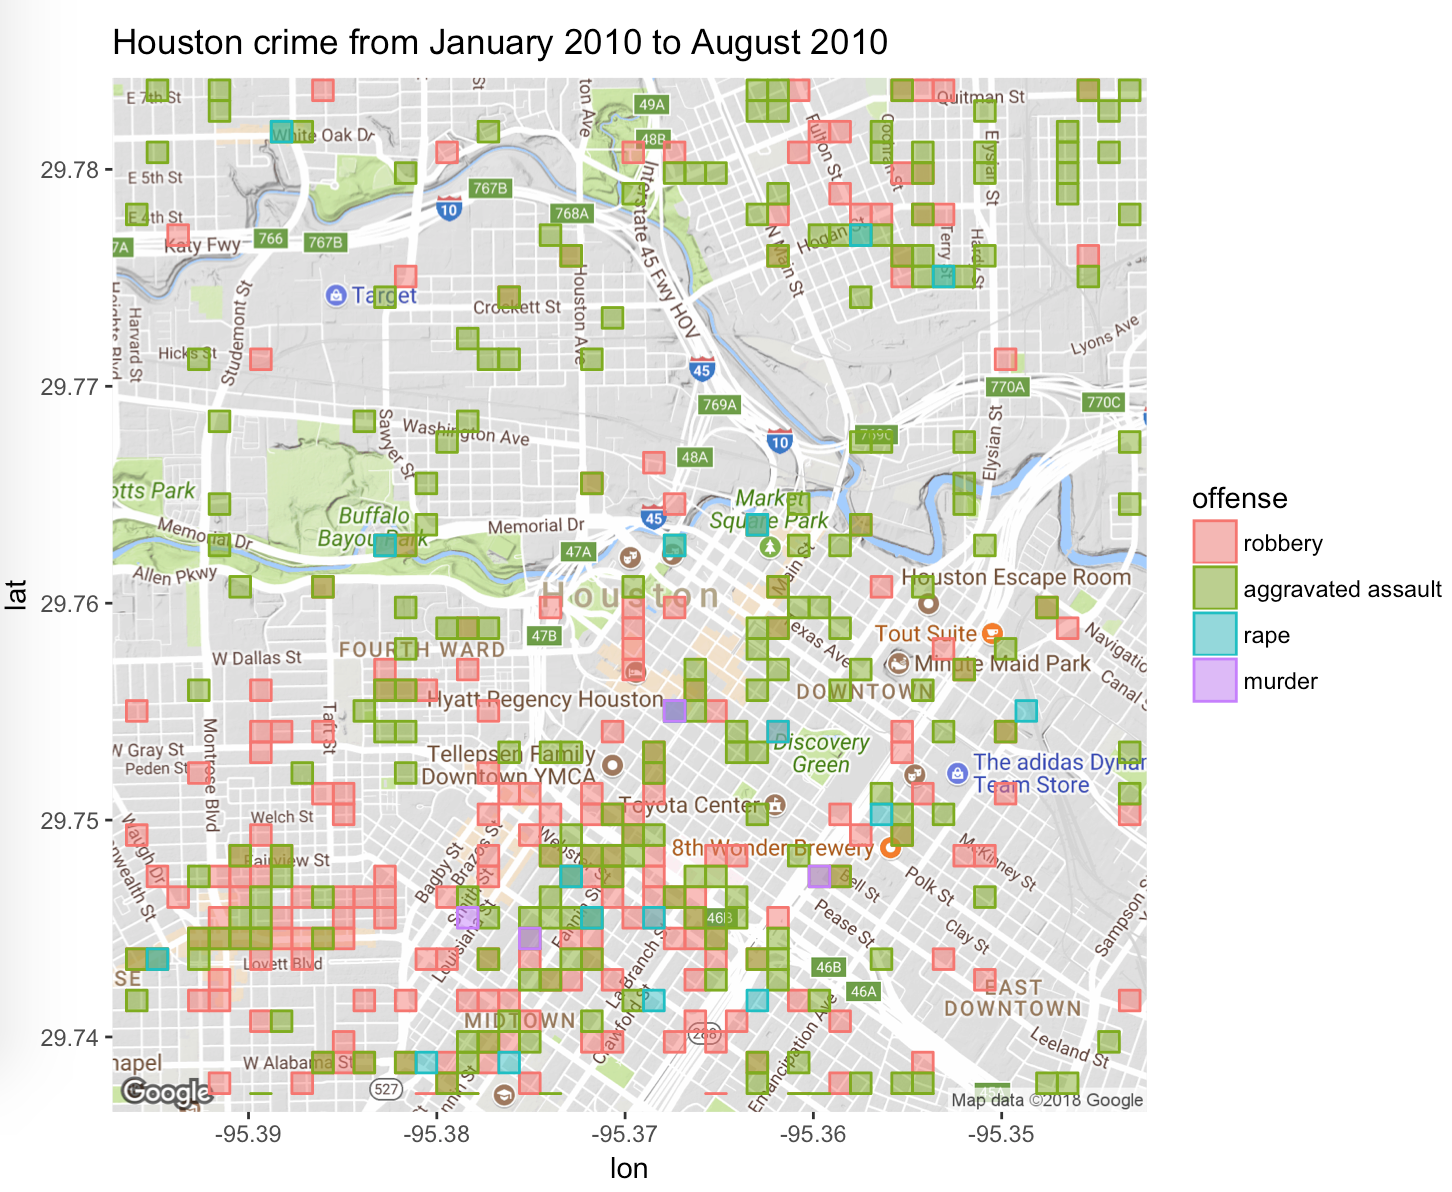 Houston crime from January 2010 to August 2010
49A
E 7th St
Quitman St
48B
White Oak Dr
Fulton St
Cochran St
Elysian St
29.78
E 5th St
767B
Interstate 45 Fwy HOV
10
768A
E 4th St
7A
Katy Fwy
766
767B
Hogan St
N Main St
Terry St
Hardy St
Target
Crockett St
Houston Ave
Harvard St
Studemont St
Hicks St
Lyons Ave
45
29.77
770A
769A
770C
Sawyer St
Washington Ave
10
769C
Elysian St
48A
otts Park
Market
Square Park
Buffalo
Bayou Park
Memorial Dr
Memorial Dr
45
47A
Allen Pkwy
Main St
Houston Escape Room
29.76
Houston
lat
47B
Texas Ave
Tout Suite
FOURTH WARD
W Dallas St
Minute Maid Park
DOWNTOWN
Hyatt Regency Houston
Taft St
Montrose Blvd
W Gray St
Peden St
Tellepsen Family
Downtown YMCA
Discovery
Green
The adidas Dynar
Team Store
Toyota Center
29.75
Welch St
Waugh Dr
Fairview St
Bagby St
Brazos St
8th Wonder Brewery
McKinney St
Bell St
Polk St
Smith St
Louisiana St
Fannin St
46B
Pease St
Clay St
Lovett Blvd
La Branch St
46B
46A
SE
EAST
DOWNTOWN
MIDTOWN
Crawford St
Emancipation Ave
288
Leeland St
29.74
hapel
W Alabama St
527
Google
Map data ©2018 Google
-95.39
-95.38
-95.37
-95.36
-95.35
lon
offense
robbery
aggravated assault
rape
murder